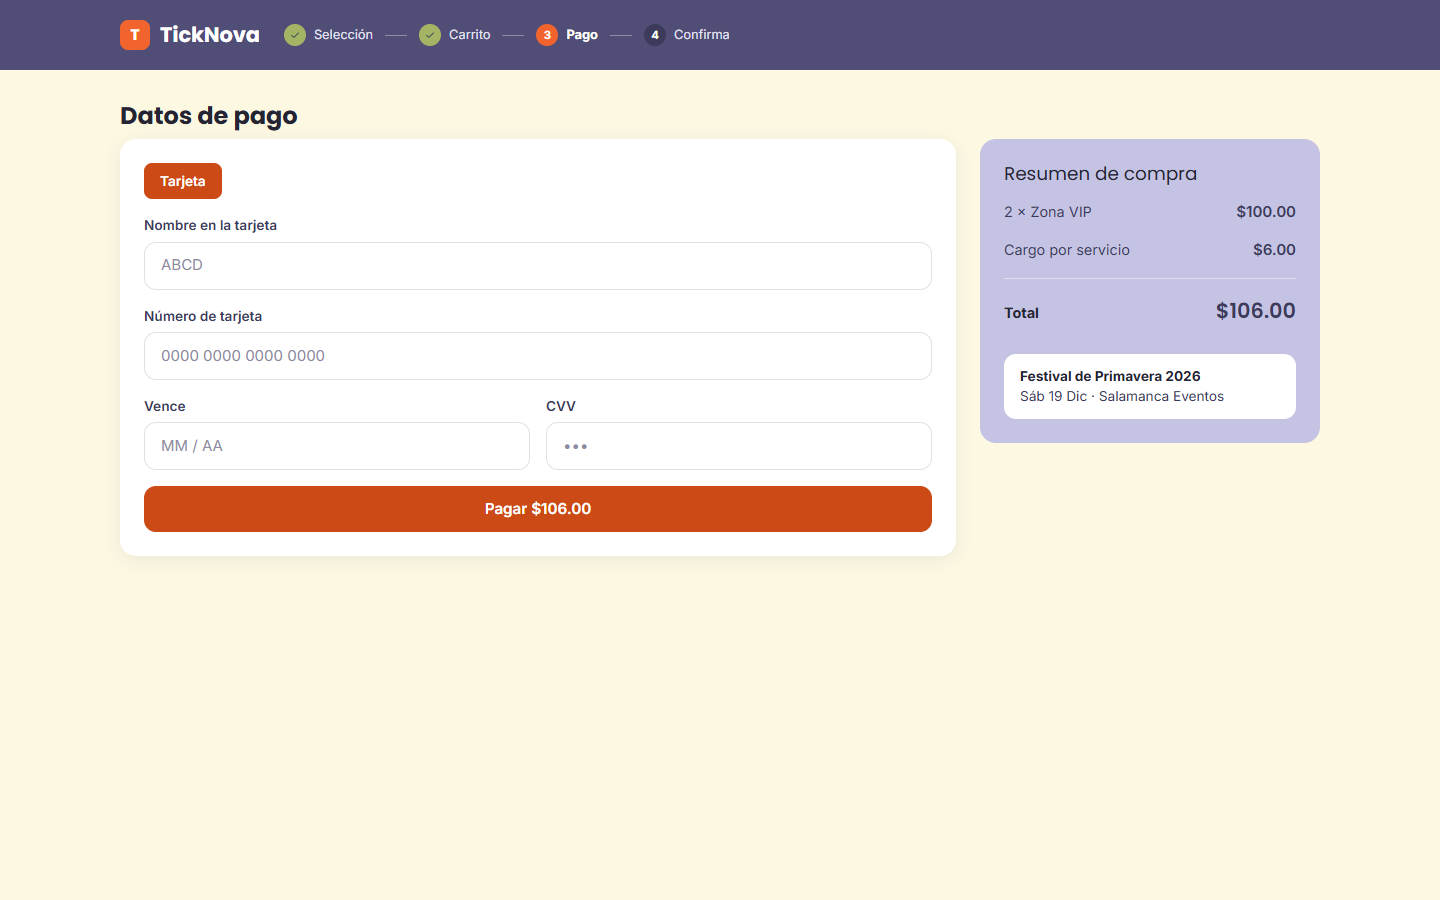 T TickNova Selección Carrito 3 Pago 4 Confirma
Datos de pago
Tarjeta
Nombre en la tarjeta
ABCD
Número de tarjeta
0000 0000 0000 0000
Vence
MM / AA
CVV
•••
Pagar $106.00
Resumen de compra
2 × Zona VIP $100.00
Cargo por servicio $6.00
Total $106.00
Festival de Primavera 2026
Sáb 19 Dic · Salamanca Eventos